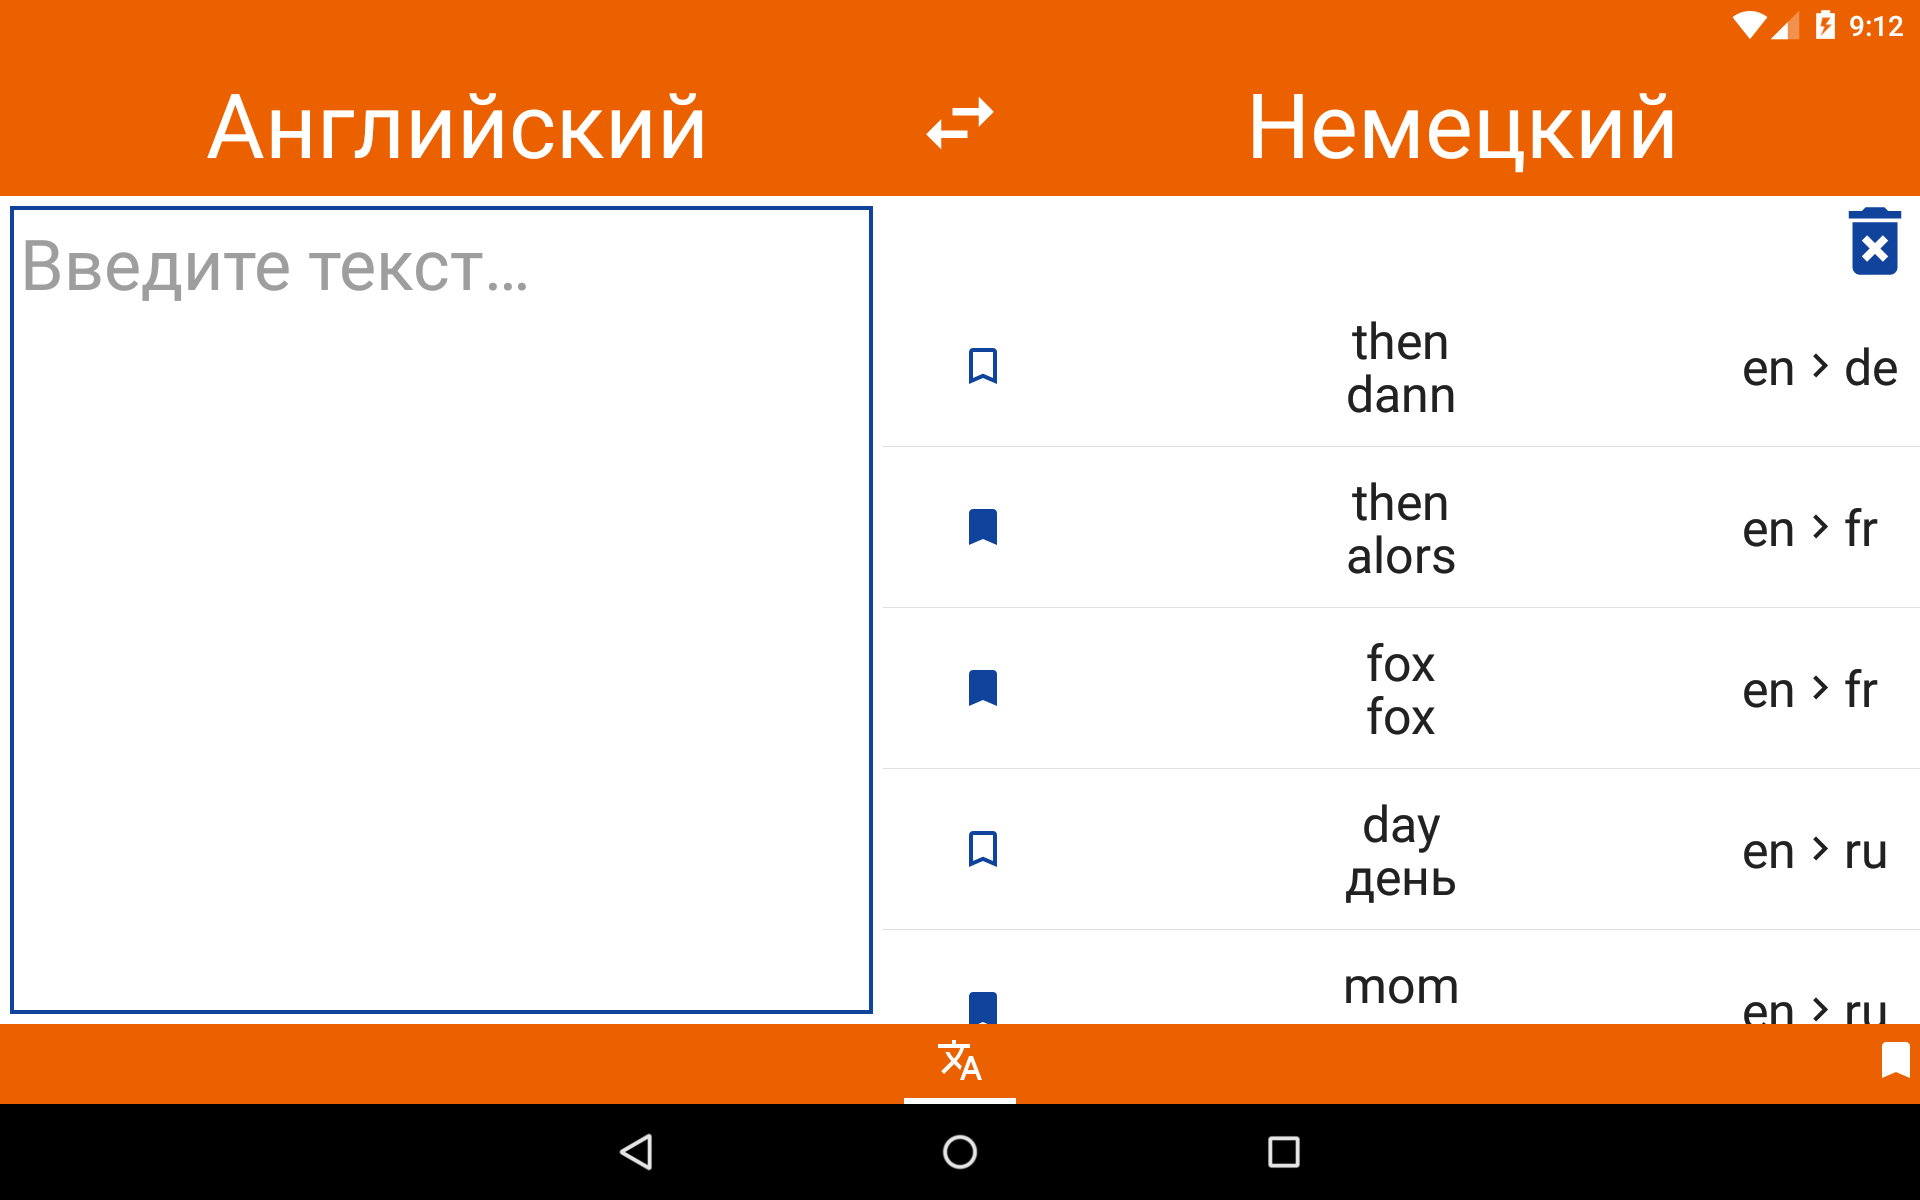 9:12
Английский
Немецкий
Введите текст...
then
dann
en > de
then
alors
en > fr
fox
fox
en > fr
day
день
en > ru
mom
en > ru